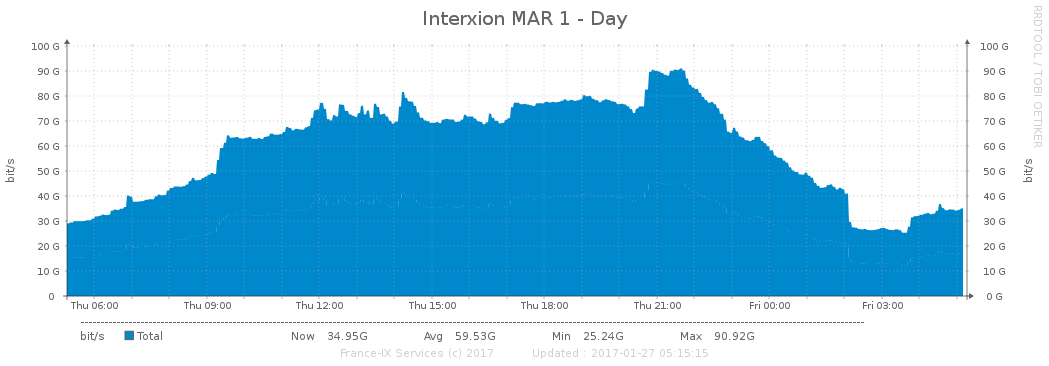 Interxion MAR 1 - Day
RRDTOOL / TOBI OETIKER
bit/s
100 G 100 G
90 G 90 G
80 G 80 G
70 G 70 G
60 G 60 G
50 G 50 G
40 G 40 G
30 G 30 G
20 G 20 G
10 G 10 G
0 0 G
bit/s
Thu 06:00 Thu 09:00 Thu 12:00 Thu 15:00 Thu 18:00 Thu 21:00 Fri 00:00 Fri 03:00
bit/s Total Now 34.95G Avg 59.53G Min 25.24G Max 90.92G
France-IX Services (c) 2017 Updated : 2017-01-27 05:15:15